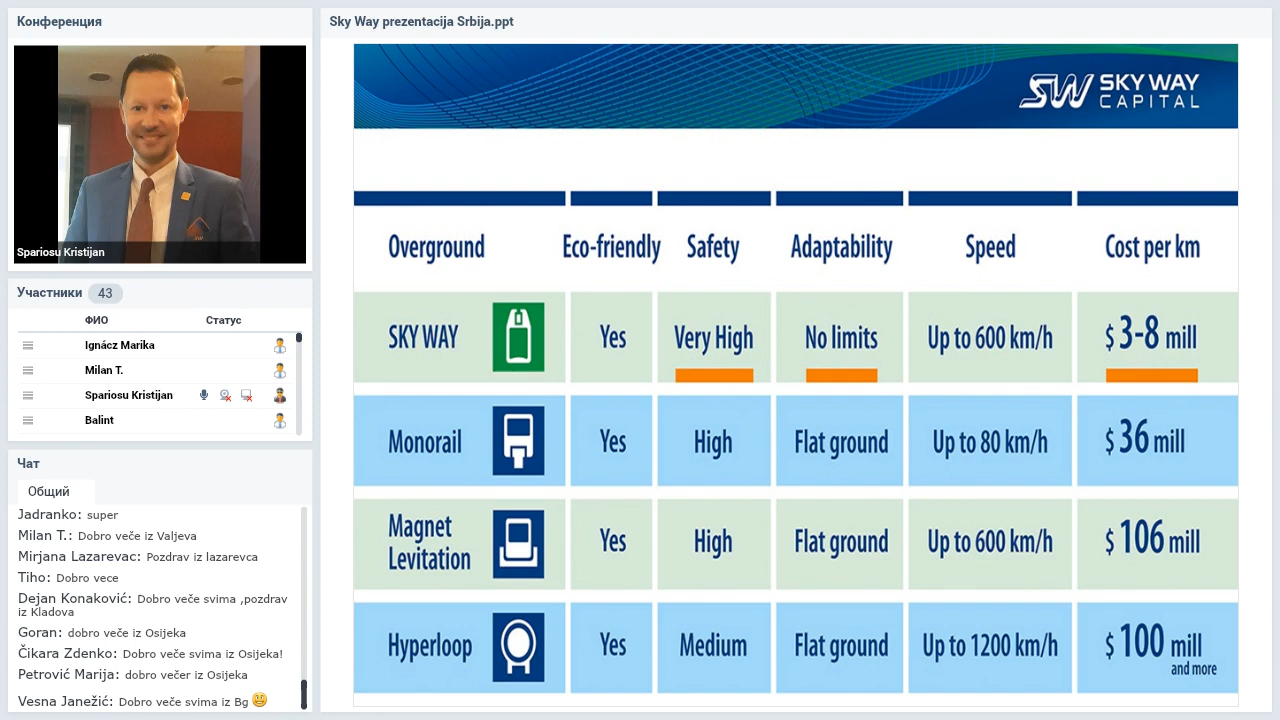 Конференция
Spariosu Kristijan
Участники 43
ФИО Статус
Ignácz Marika
Milan T.
Spariosu Kristijan
Balint
Чат
Общий
Jadranko: super
Milan T.: Dobro veče iz Valjeva
Mirjana Lazarevac: Pozdrav iz lazarevca
Tiho: Dobro vece
Dejan Konaković: Dobro veče svima ,pozdrav
iz Kladova
Goran: dobro veče iz Osijeka
Čikara Zdenko: Dobro veče svima iz Osijeka!
Petrović Marija: dobro večer iz Osijeka
Vesna Janežić: Dobro veče svima iz Bg
Sky Way prezentacija Srbija.ppt
SW SKY WAY
CAPITAL
Overground Eco-friendly Safety Adaptability Speed Cost per km
SKY WAY Yes Very High No limits Up to 600 km/h $ 3-8 mill
Monorail Yes High Flat ground Up to 80 km/h $ 36 mill
Magnet
Levitation Yes High Flat ground Up to 600 km/h $ 106 mill
Hyperloop Yes Medium Flat ground Up to 1200 km/h $ 100 mill
and more